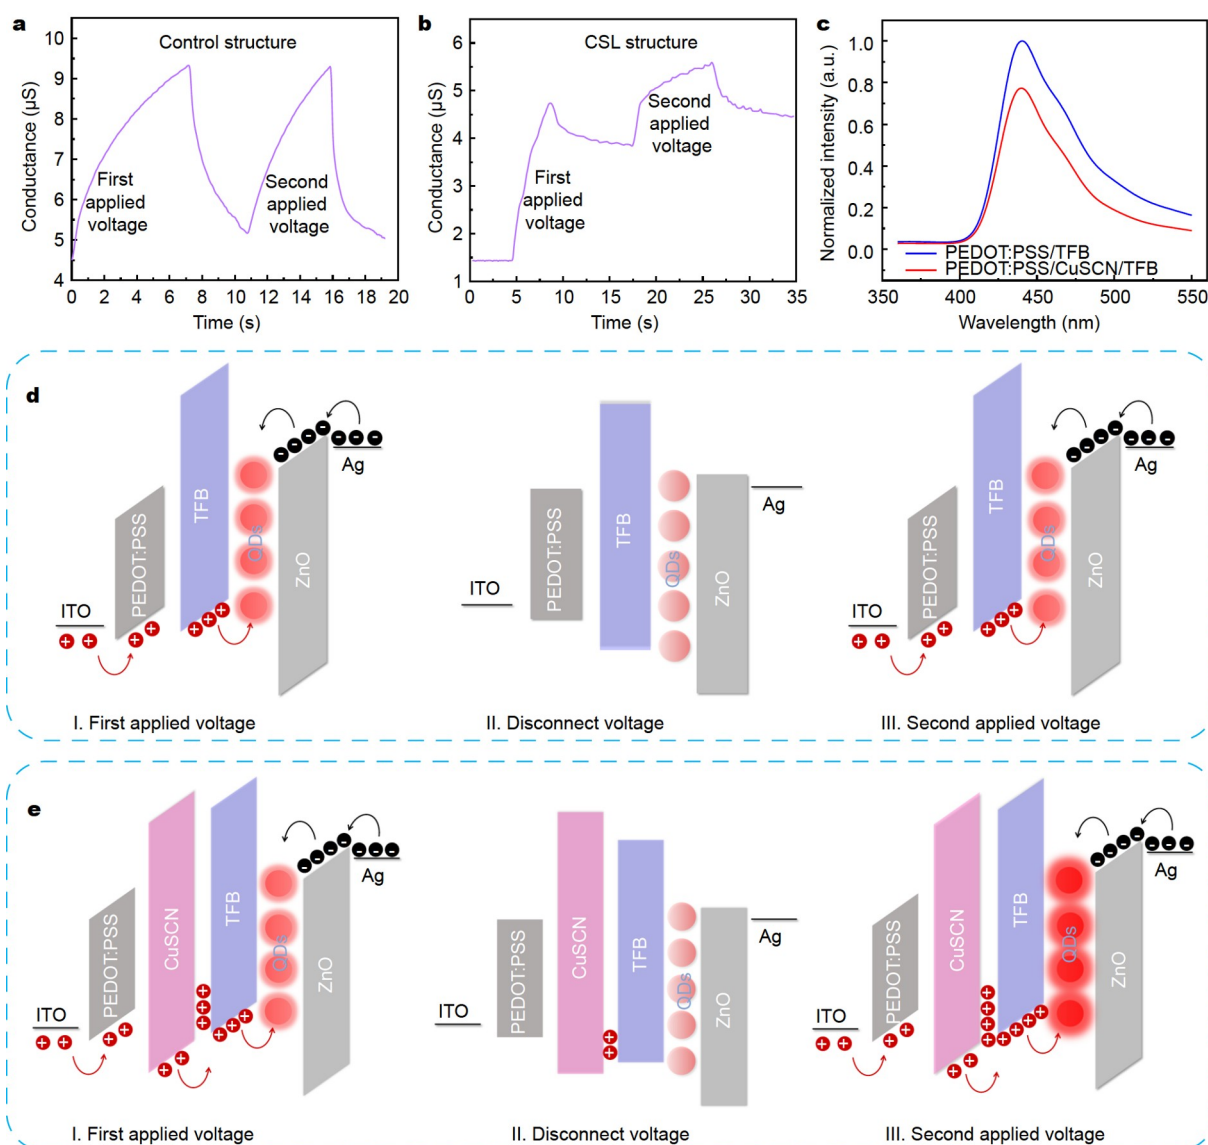 a
Control structure
Conductance (µS)
10
9
8
7
6
5
4
First
applied
voltage
Second
applied
voltage
0 2 4 6 8 10 12 14 16 18 20
Time (s)
b
CSL structure
Conductance (µS)
6
5
4
3
2
1
First
applied
voltage
Second
applied
voltage
0 5 10 15 20 25 30 35
Time (s)
c
Normalized intensity (a.u.)
1.0
0.8
0.6
0.4
0.2
0.0
PEDOT:PSS/TFB
PEDOT:PSS/CuSCN/TFB
350 400 450 500 550
Wavelength (nm)
d
ITO
PEDOT:PSS
TFB
QDs
ZnO
Ag
I. First applied voltage
ITO
PEDOT:PSS
TFB
QDs
ZnO
Ag
II. Disconnect voltage
ITO
PEDOT:PSS
TFB
QDs
ZnO
Ag
III. Second applied voltage
e
ITO
PEDOT:PSS
CuSCN
TFB
QDs
ZnO
Ag
I. First applied voltage
ITO
PEDOT:PSS
CuSCN
TFB
QDs
ZnO
Ag
II. Disconnect voltage
ITO
PEDOT:PSS
CuSCN
TFB
QDs
ZnO
Ag
III. Second applied voltage